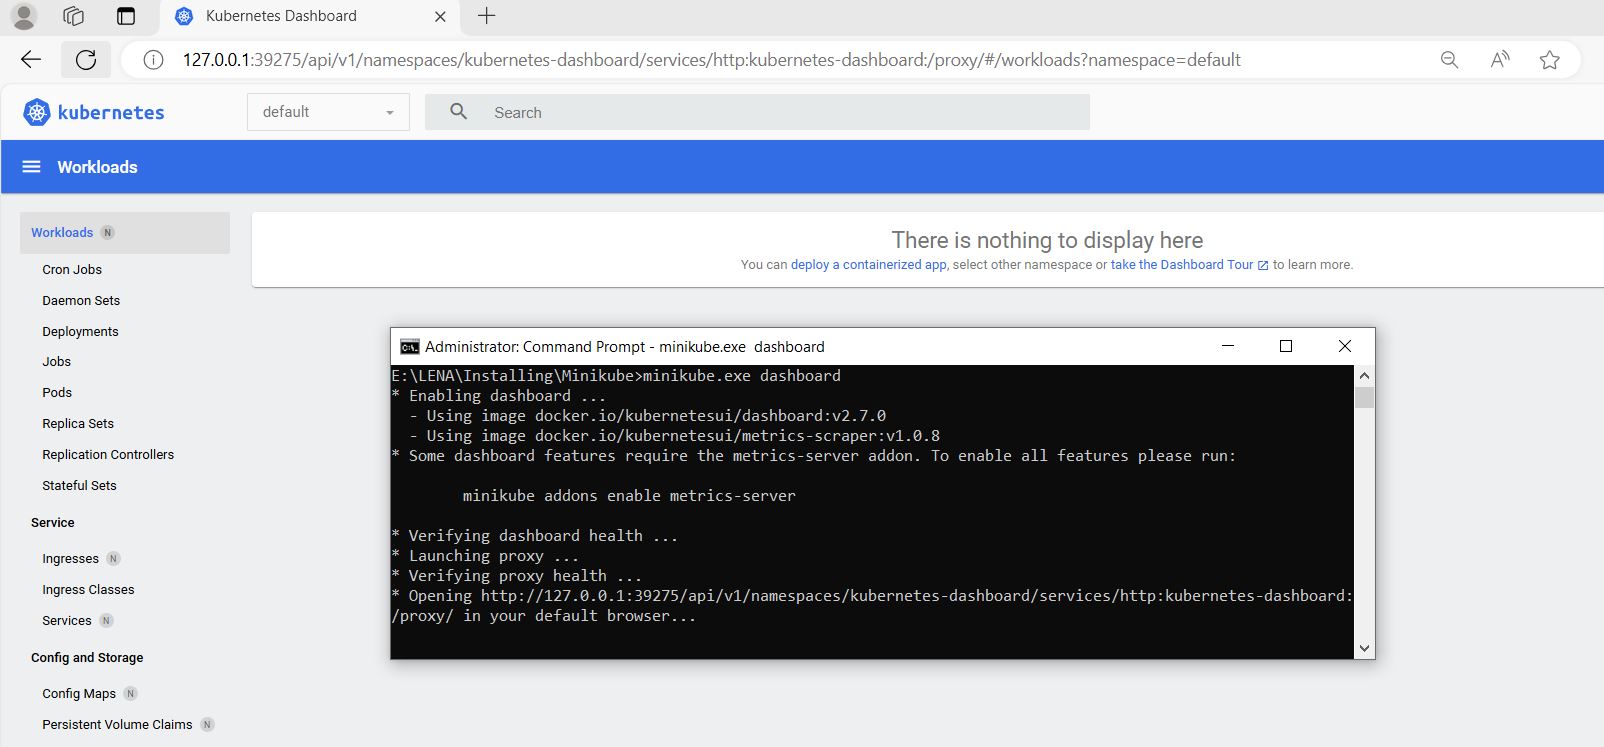 Kubernetes Dashboard
127.0.0.1:39275/api/v1/namespaces/kubernetes-dashboard/services/http:kubernetes-dashboard:/proxy/#/workloads?namespace=default
kubernetes
default
Search
Workloads
Workloads N
Cron Jobs
Daemon Sets
Deployments
Jobs
Pods
Replica Sets
Replication Controllers
Stateful Sets
Service
Ingresses N
Ingress Classes
Services N
Config and Storage
Config Maps N
Persistent Volume Claims N
There is nothing to display here
You can deploy a containerized app, select other namespace or take the Dashboard Tour to learn more.
Administrator: Command Prompt - minikube.exe  dashboard
E:\LENA\Installing\Minikube>minikube.exe dashboard
* Enabling dashboard ...
  - Using image docker.io/kubernetesui/dashboard:v2.7.0
  - Using image docker.io/kubernetesui/metrics-scraper:v1.0.8
* Some dashboard features require the metrics-server addon. To enable all features please run:
        minikube addons enable metrics-server
* Verifying dashboard health ...
* Launching proxy ...
* Verifying proxy health ...
* Opening http://127.0.0.1:39275/api/v1/namespaces/kubernetes-dashboard/services/http:kubernetes-dashboard:
/proxy/ in your default browser...